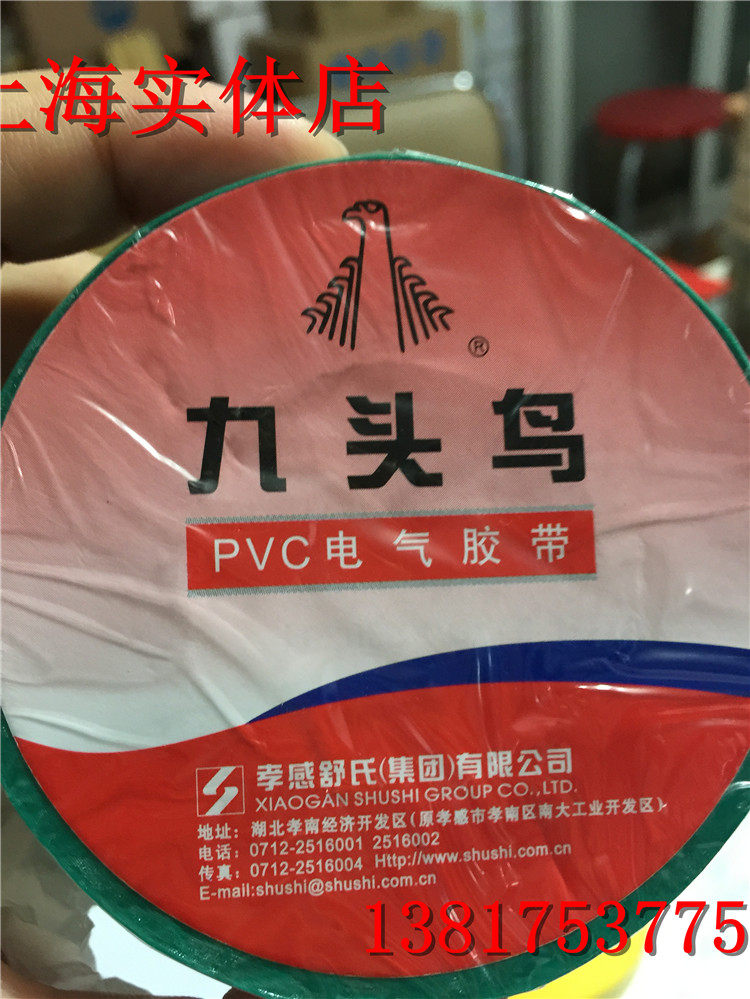 上海实体店
®
九头鸟
PVC电气胶带
孝感舒氏(集团)有限公司
XIAOGAN SHUSHI GROUP CO.,LTD.
地址: 湖北孝南经济开发区(原孝感市孝南区南大工业开发区)
电话: 0712-2516001 2516002
传真: 0712-2516004 Http://www.shushi.com.cn
E-mail:shushi@shushi.com.cn
1381753775